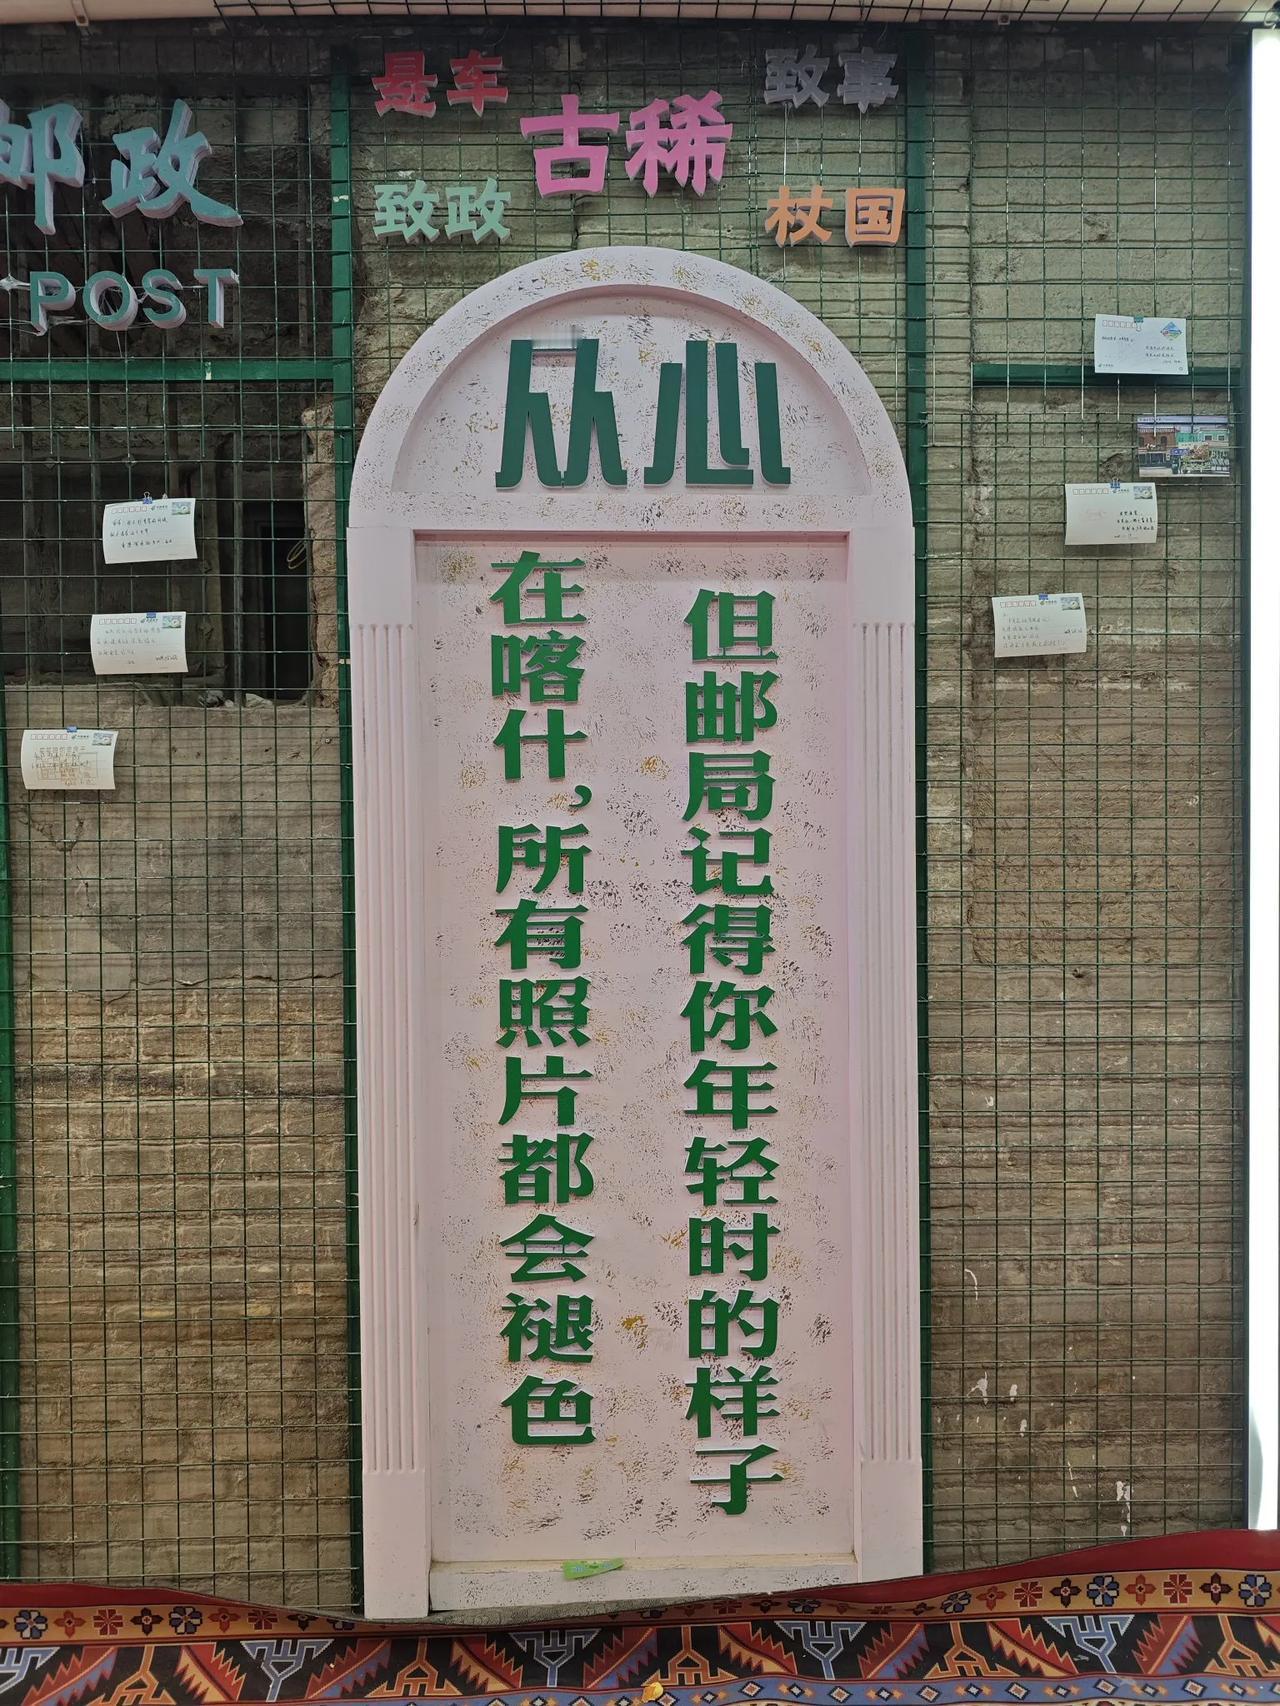 邮政
POST
悬车
致事
古稀
致政
杖国
从心
在喀什，所有照片都会褪色
但邮局记得你年轻时的样子